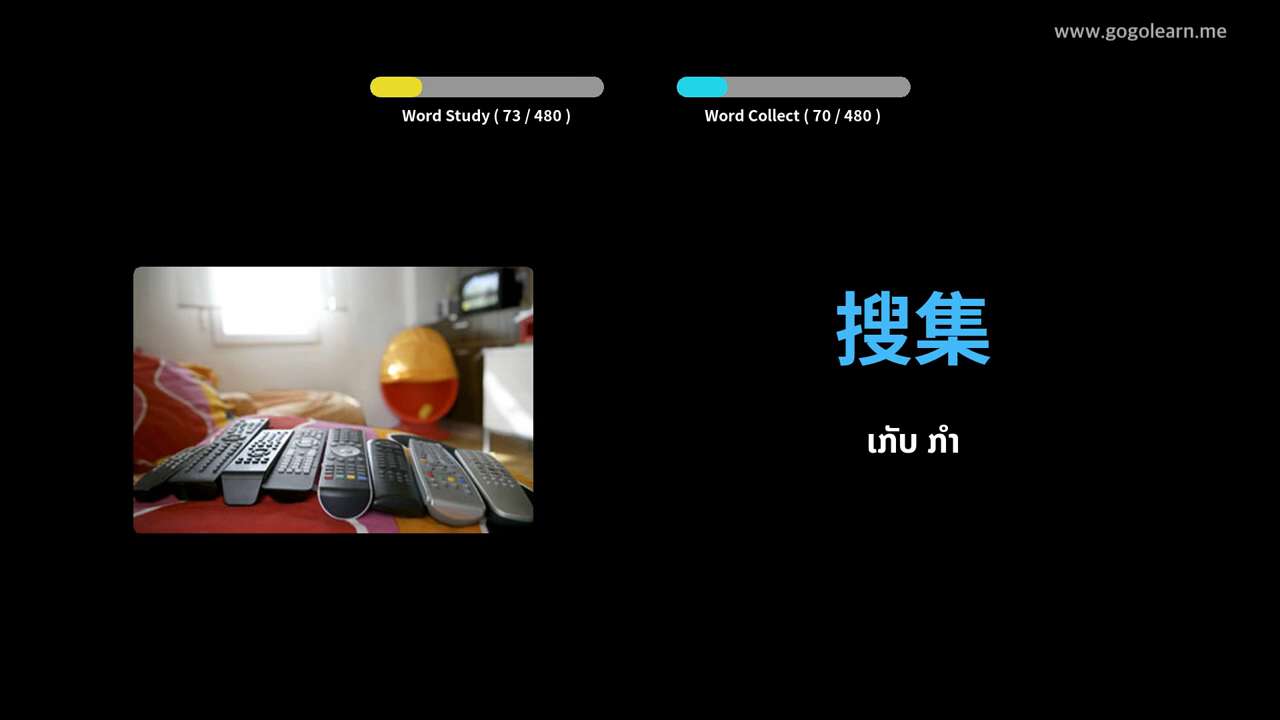 www.gogolearn.me
Word Study ( 73 / 480 )
Word Collect ( 70 / 480 )
搜集
ເກັບ ກຳ